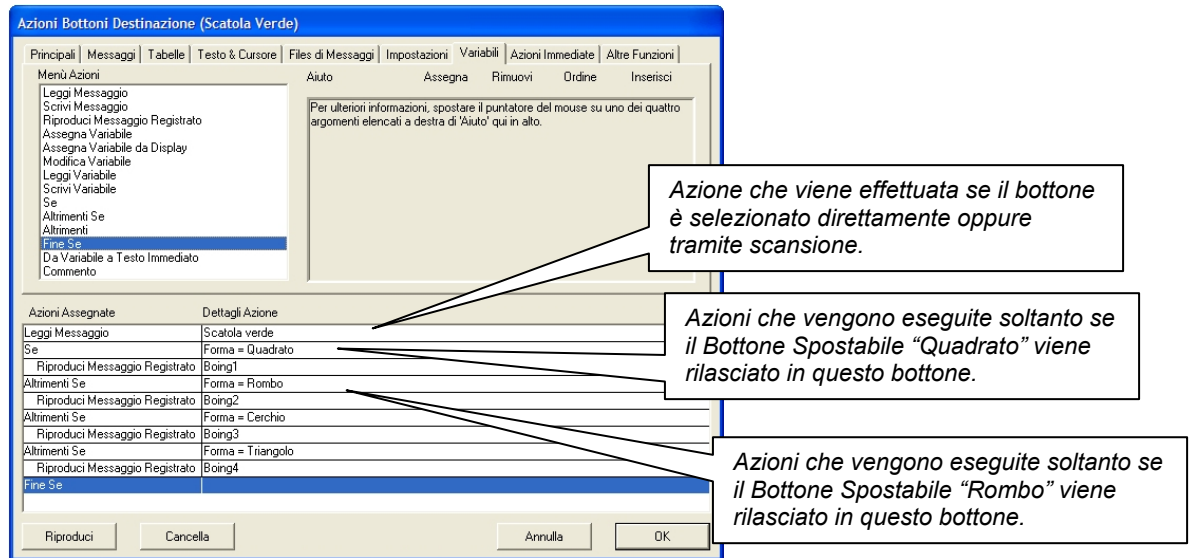 Azioni Bottoni Destinazione (Scatola Verde)
Principali Messaggi Tabelle Testo & Cursore Files di Messaggi Impostazioni Variabili Azioni Immediate Altre Funzioni
Menù Azioni
Leggi Messaggio
Scrivi Messaggio
Riproduci Messaggio Registrato
Assegna Variabile
Assegna Variabile da Display
Modifica Variabile
Leggi Variabile
Scrivi Variabile
Se
Altrimenti Se
Altrimenti
Fine Se
Da Variabile a Testo Immediato
Commento
Aiuto Assegna Rimuovi Ordine Inserisci
Per ulteriori informazioni, spostare il puntatore del mouse su uno dei quattro
argomenti elencati a destra di 'Aiuto' qui in alto.
Azione che viene effettuata se il bottone
è selezionato direttamente oppure
tramite scansione.
Azioni Assegnate Dettagli Azione
Leggi Messaggio Scatola verde
Se Forma = Quadrato
Riproduci Messaggio Registrato Boing1
Altrimenti Se Forma = Rombo
Riproduci Messaggio Registrato Boing2
Altrimenti Se Forma = Cerchio
Riproduci Messaggio Registrato Boing3
Altrimenti Se Forma = Triangolo
Riproduci Messaggio Registrato Boing4
Fine Se
Azioni che vengono eseguite soltanto se
il Bottone Spostabile “Quadrato” viene
rilasciato in questo bottone.
Azioni che vengono eseguite soltanto se
il Bottone Spostabile “Rombo” viene
rilasciato in questo bottone.
Riproduci Cancella Annulla OK